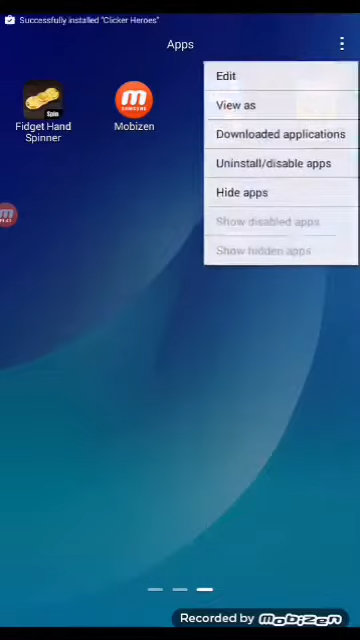 Successfully installed "Clicker Heroes"
Apps
Edit
View as
Downloaded applications
Uninstall/disable apps
Hide apps
Show disabled apps
Show hidden apps
Spin
Fidget Hand
Spinner
Mobizen
Recorded by mobizen